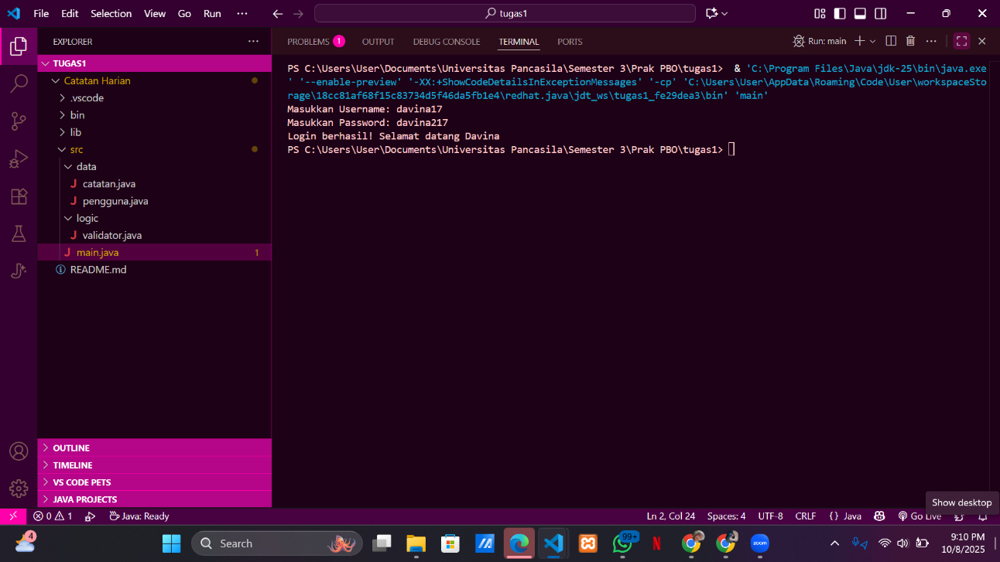 File Edit Selection View Go Run ··· tugas1
EXPLORER ···
PROBLEMS 1 OUTPUT DEBUG CONSOLE TERMINAL PORTS Run: main ···
TUGAS1
Catatan Harian
.vscode
bin
lib
src
data
J catatan.java
J pengguna.java
logic
J validator.java
J main.java 1
README.md
OUTLINE
TIMELINE
VS CODE PETS
JAVA PROJECTS
PS C:\Users\User\Documents\Universitas Pancasila\Semester 3\Prak PBO\tugas1> & 'C:\Program Files\Java\jdk-25\bin\java.exe
' '--enable-preview' '-XX:+ShowCodeDetailsInExceptionMessages' '-cp' 'C:\Users\User\AppData\Roaming\Code\User\workspaceSto
rage\18cc81af68f15c83734d5f46da5fb1e4\redhat.java\jdt_ws\tugas1_fe29dea3\bin' 'main'
Masukkan Username: davina17
Masukkan Password: davina217
Login berhasil! Selamat datang Davina
PS C:\Users\User\Documents\Universitas Pancasila\Semester 3\Prak PBO\tugas1>
Show desktop
0 1 Java: Ready Ln 2, Col 24 Spaces: 4 UTF-8 CRLF {} Java Go Live
4 Search 99+ zoom 9:10 PM
10/8/2025